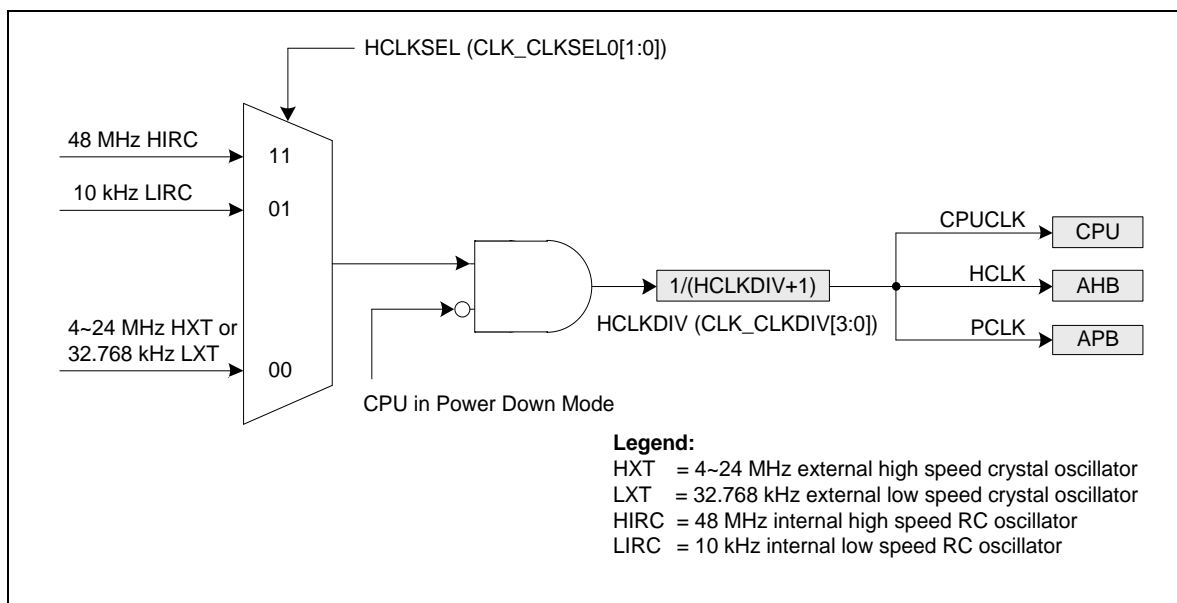 HCLKSEL (CLK_CLKSEL0[1:0])
48 MHz HIRC
11
10 kHz LIRC
01
4~24 MHz HXT or
32.768 kHz LXT
00
CPU in Power Down Mode
1/(HCLKDIV+1)
HCLKDIV (CLK_CLKDIV[3:0])
CPUCLK
CPU
HCLK
AHB
PCLK
APB
Legend:
HXT = 4~24 MHz external high speed crystal oscillator
LXT = 32.768 kHz external low speed crystal oscillator
HIRC = 48 MHz internal high speed RC oscillator
LIRC = 10 kHz internal low speed RC oscillator